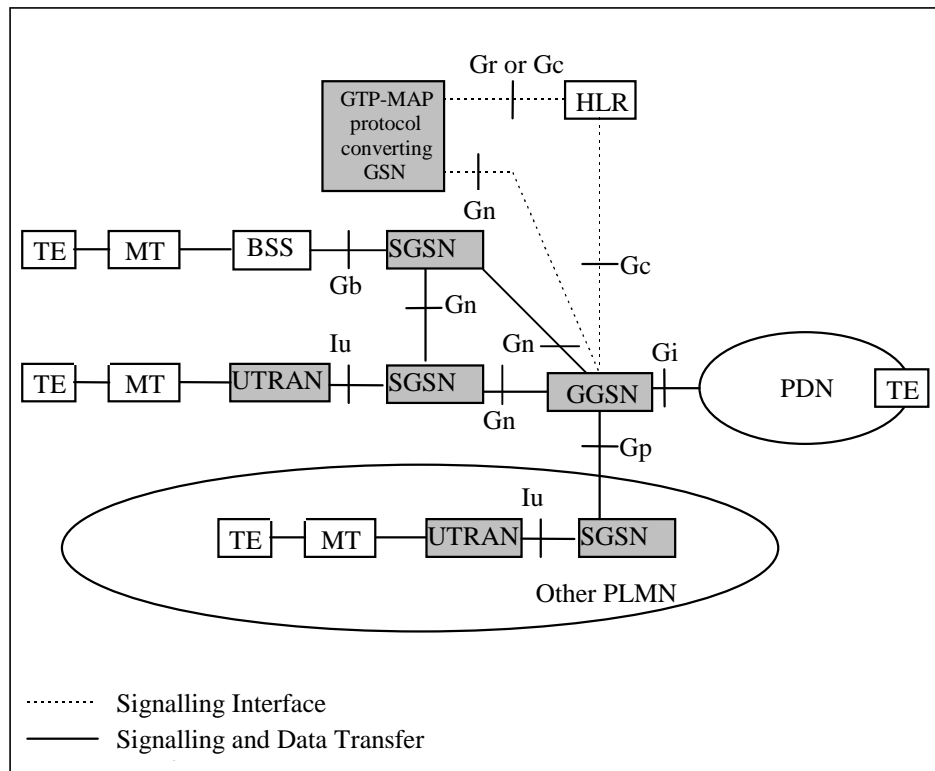 Gr or Gc
GTP-MAP
protocol
converting
GSN
HLR
Gn
TE
MT
BSS
SGSN
Gb
Gn
Gc
Gn
Iu
Gi
TE
MT
UTRAN
SGSN
Gn
GGSN
PDN
TE
Gp
Iu
TE
MT
UTRAN
SGSN
Other PLMN
Signalling Interface
Signalling and Data Transfer